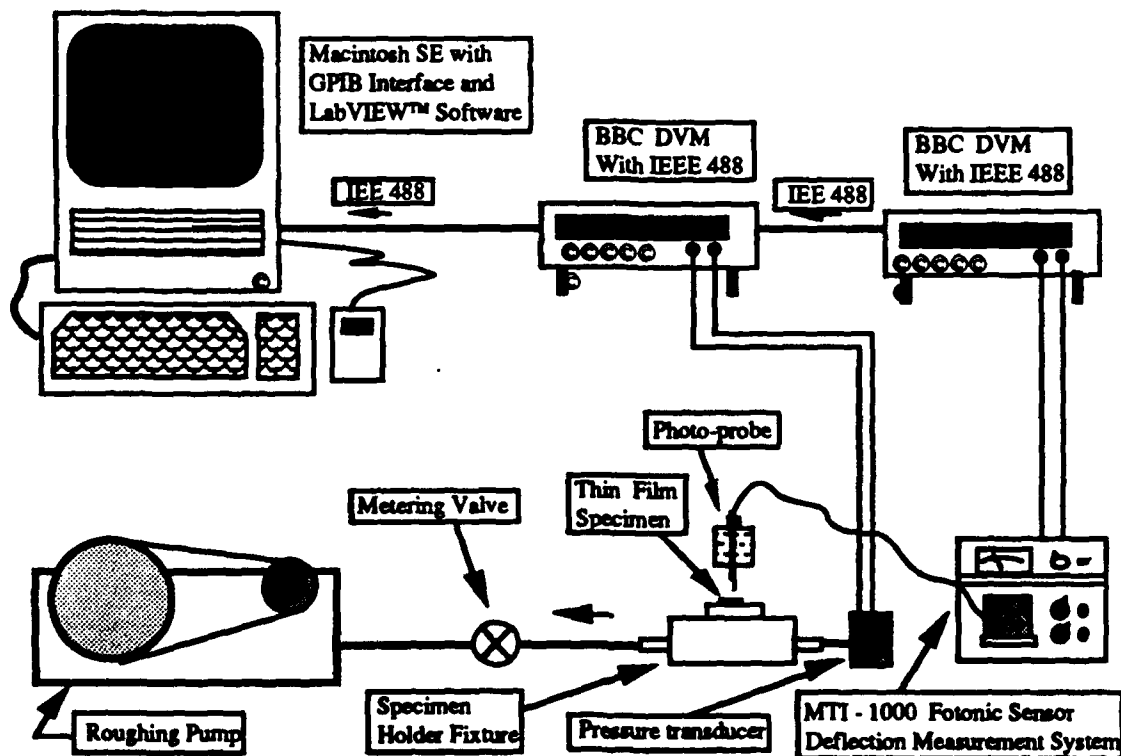 Macintosh SE with
GPIB Interface and
LabVIEW™ Software
BBC DVM
With IEEE 488
BBC DVM
With IEEE 488
IEE 488
IEE 488
Photo-probe
Thin Film
Specimen
Metering Valve
Roughing Pump
Specimen
Holder Fixture
Pressure transducer
MTI - 1000 Fotonic Sensor
Deflection Measurement System